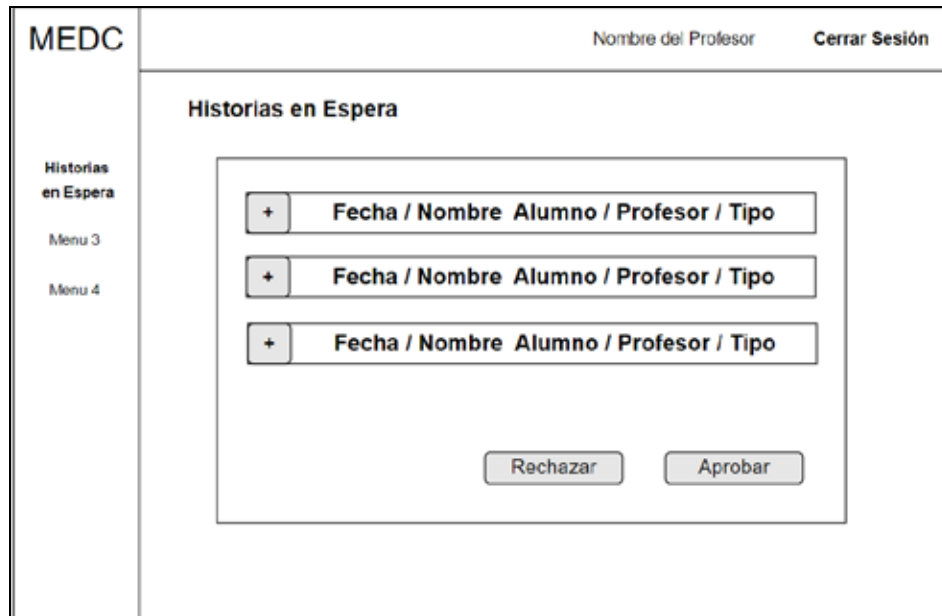 MEDC
Nombre del Profesor
Cerrar Sesión
Historias en Espera
Historias
en Espera
Menu 3
Menu 4
+ Fecha / Nombre Alumno / Profesor / Tipo
+ Fecha / Nombre Alumno / Profesor / Tipo
+ Fecha / Nombre Alumno / Profesor / Tipo
Rechazar
Aprobar